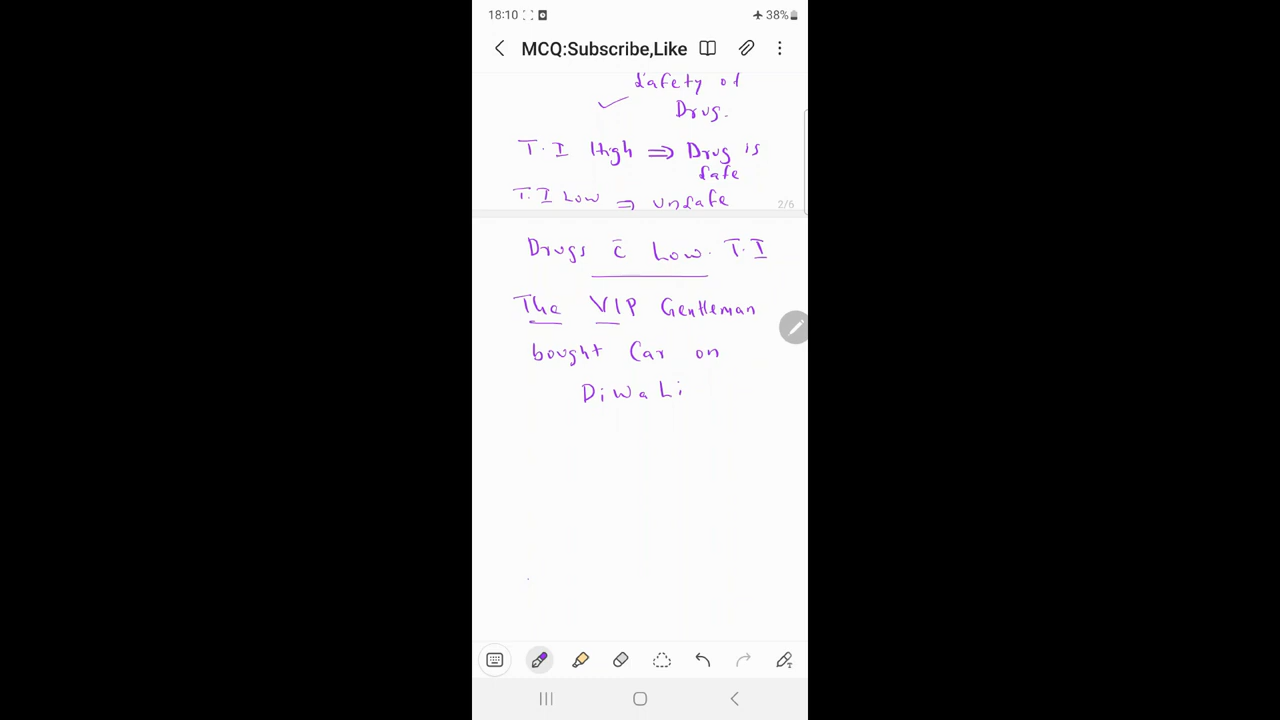 18:10 38%
MCQ:Subscribe,Like
Safety of
Drug.
T.I High ⇒ Drug is
safe
T.I Low ⇒ unsafe
2/6
Drugs c̄ Low. T.I
The VIP Gentleman
bought Car on
DiwaLi